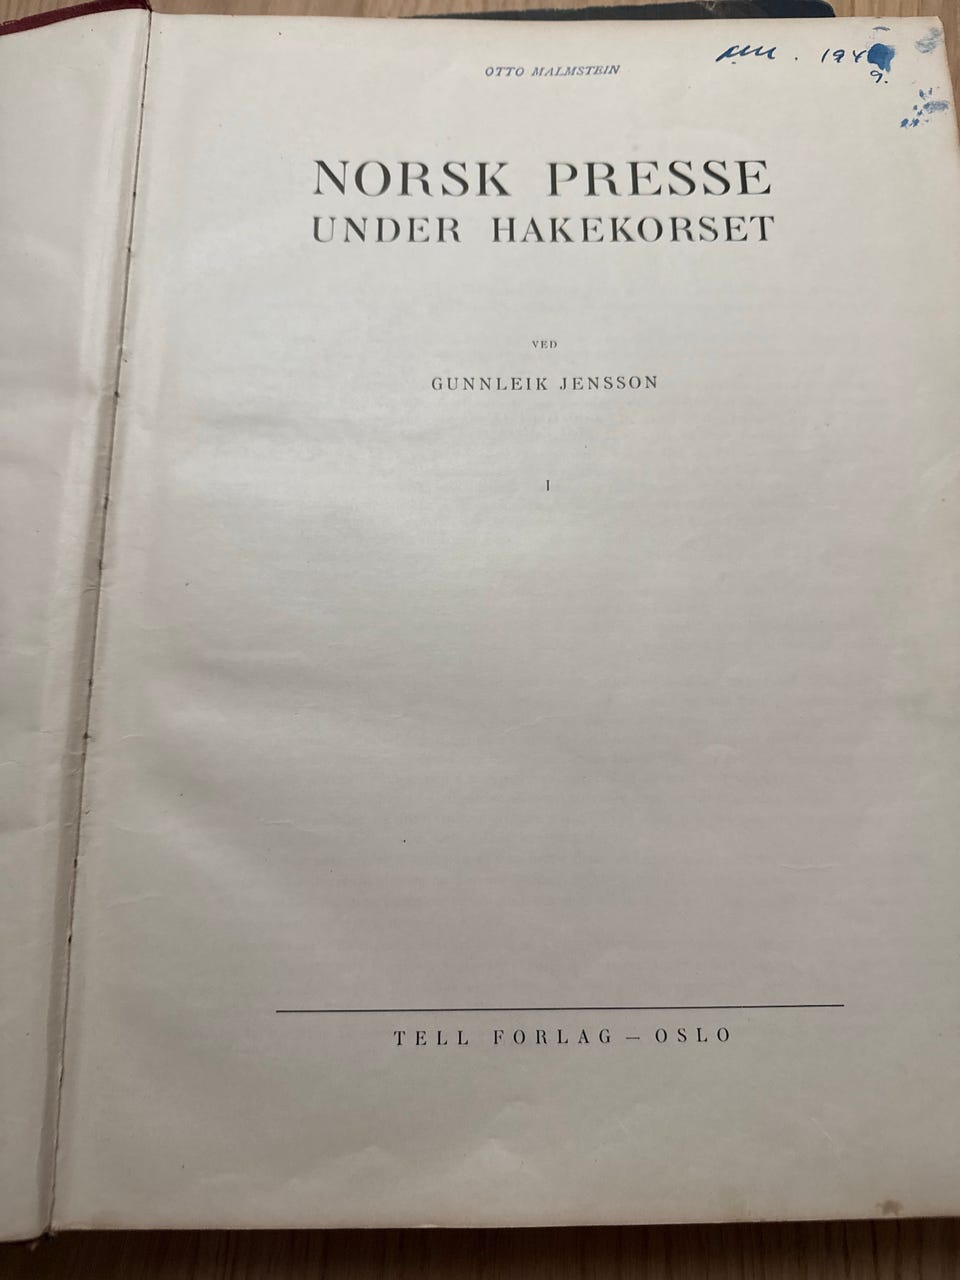 OTTO MALMSTEIN
NORSK PRESSE
UNDER HAKEKORSET
VED
GUNNLEIK JENSSON
I
TELL FORLAG – OSLO